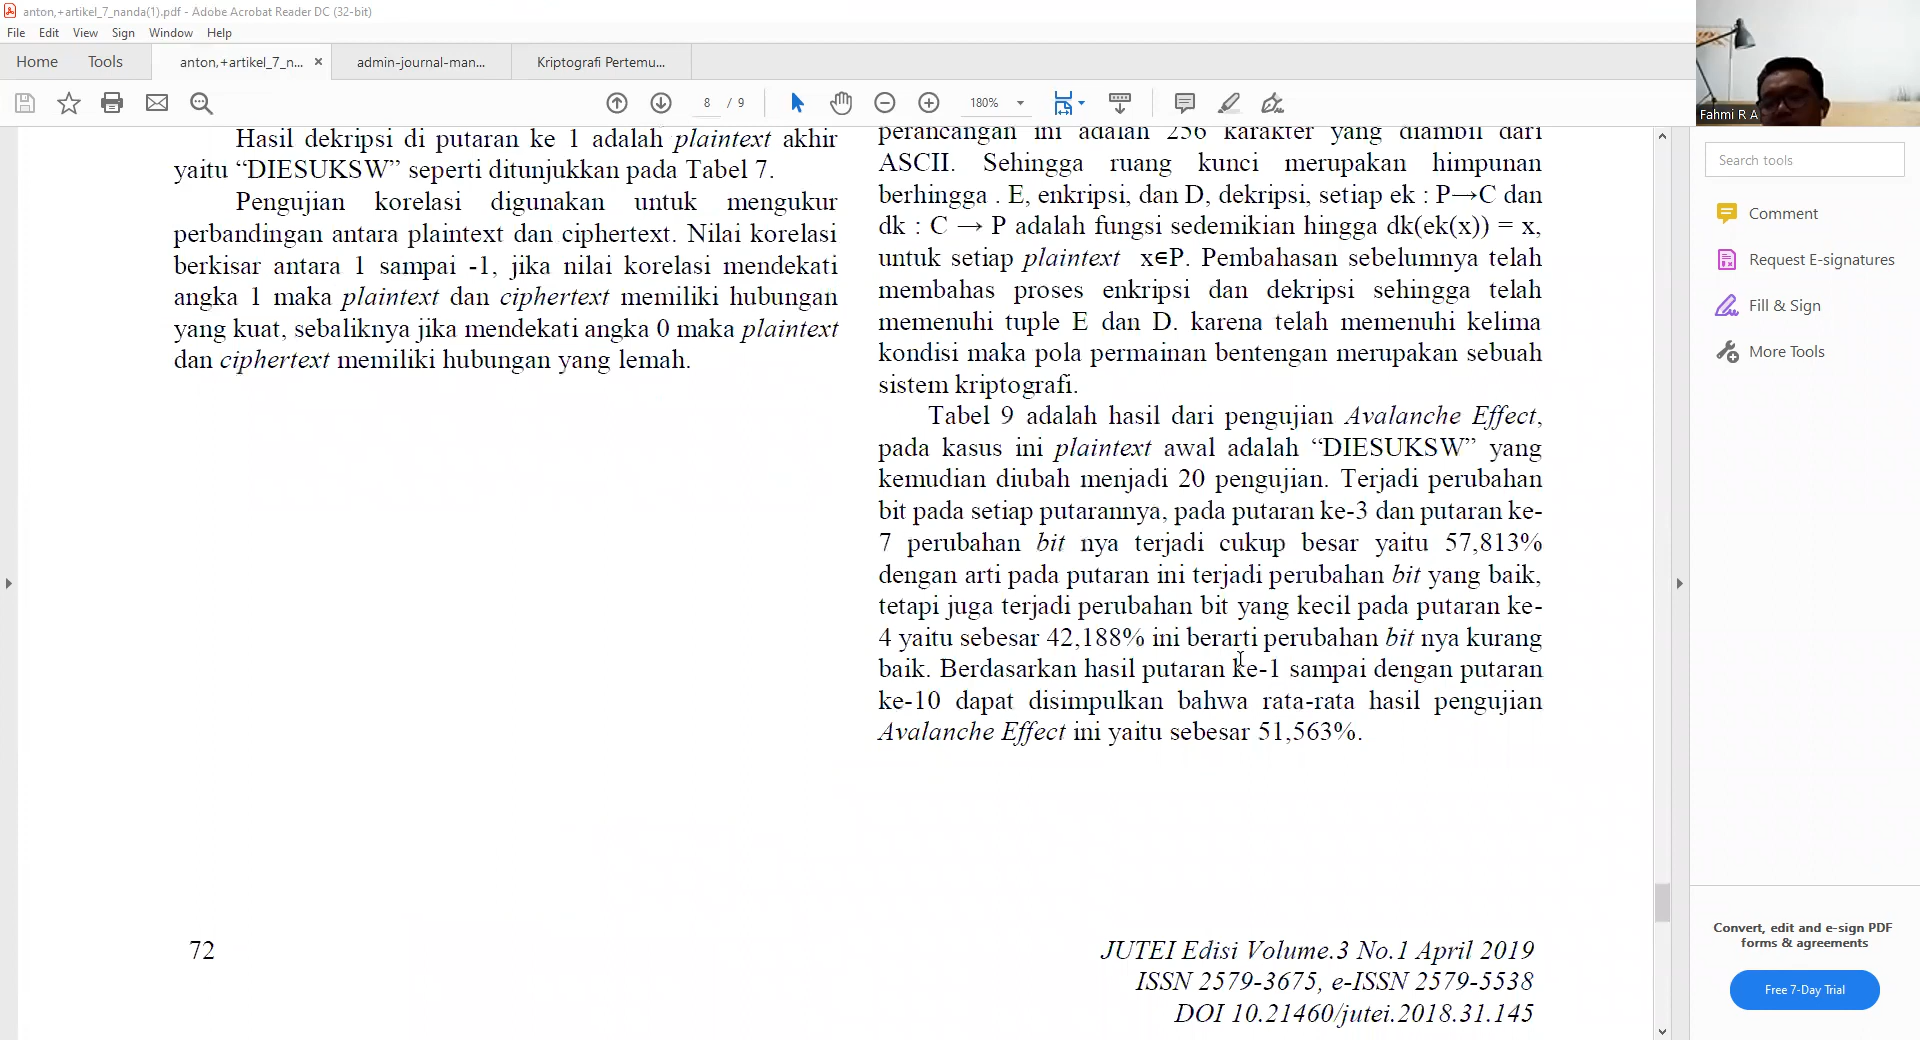 anton,+artikel_7_nanda(1).pdf - Adobe Acrobat Reader DC (32-bit)
File Edit View Sign Window Help
Home Tools anton,+artikel_7_n... × admin-journal-man... Kriptografi Pertemu...
8 / 9 180%
Fahmi R A
Hasil dekripsi di putaran ke 1 adalah plaintext akhir
yaitu “DIESUKSW” seperti ditunjukkan pada Tabel 7.
Pengujian korelasi digunakan untuk mengukur
perbandingan antara plaintext dan ciphertext. Nilai korelasi
berkisar antara 1 sampai -1, jika nilai korelasi mendekati
angka 1 maka plaintext dan ciphertext memiliki hubungan
yang kuat, sebaliknya jika mendekati angka 0 maka plaintext
dan ciphertext memiliki hubungan yang lemah.
perancangan ini adalah 256 karakter yang diambil dari
ASCII. Sehingga ruang kunci merupakan himpunan
berhingga . E, enkripsi, dan D, dekripsi, setiap ek : P→C dan
dk : C → P adalah fungsi sedemikian hingga dk(ek(x)) = x,
untuk setiap plaintext x∈P. Pembahasan sebelumnya telah
membahas proses enkripsi dan dekripsi sehingga telah
memenuhi tuple E dan D. karena telah memenuhi kelima
kondisi maka pola permainan bentengan merupakan sebuah
sistem kriptografi.
Tabel 9 adalah hasil dari pengujian Avalanche Effect,
pada kasus ini plaintext awal adalah “DIESUKSW” yang
kemudian diubah menjadi 20 pengujian. Terjadi perubahan
bit pada setiap putarannya, pada putaran ke-3 dan putaran ke-
7 perubahan bit nya terjadi cukup besar yaitu 57,813%
dengan arti pada putaran ini terjadi perubahan bit yang baik,
tetapi juga terjadi perubahan bit yang kecil pada putaran ke-
4 yaitu sebesar 42,188% ini berarti perubahan bit nya kurang
baik. Berdasarkan hasil putaran ke-1 sampai dengan putaran
ke-10 dapat disimpulkan bahwa rata-rata hasil pengujian
Avalanche Effect ini yaitu sebesar 51,563%.
72
JUTEI Edisi Volume.3 No.1 April 2019
ISSN 2579-3675, e-ISSN 2579-5538
DOI 10.21460/jutei.2018.31.145
Search tools
Comment
Request E-signatures
Fill & Sign
More Tools
Convert, edit and e-sign PDF
forms & agreements
Free 7-Day Trial